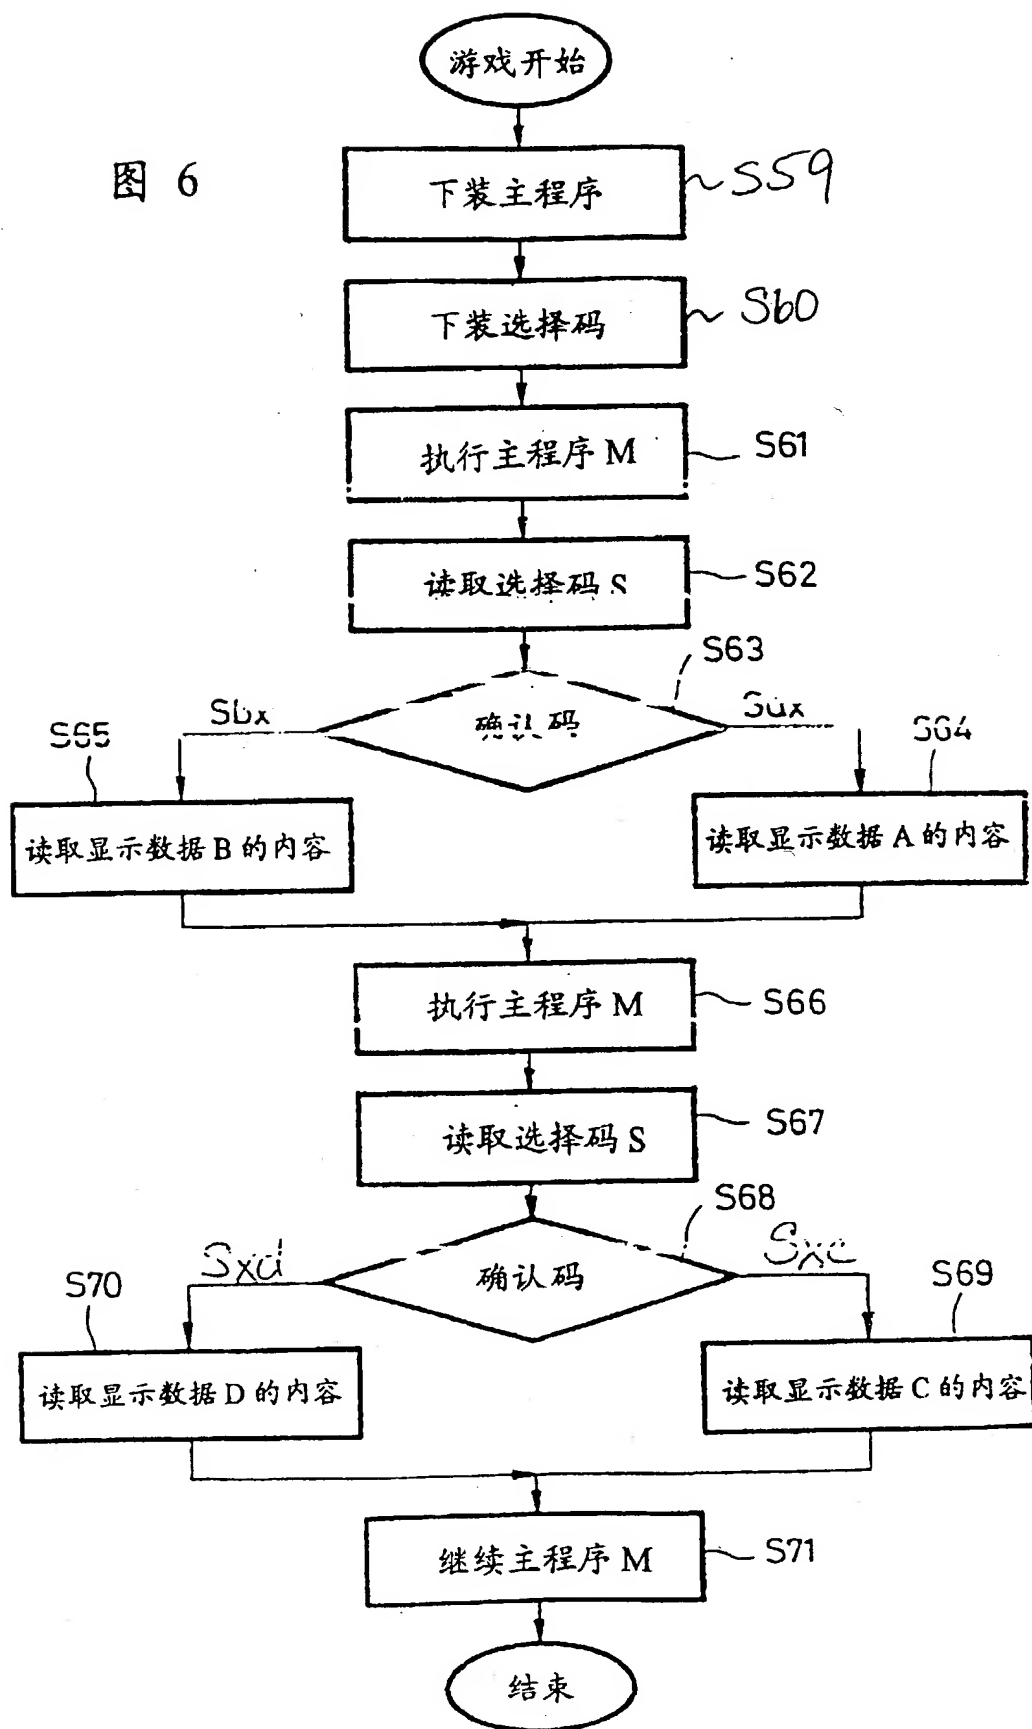 游戏开始
图 6
下装主程序
S59
下装选择码
S60
执行主程序 M
S61
读取选择码 S
S62
S63
确认码
Sbx
Sax
S65
S64
读取显示数据 B 的内容
读取显示数据 A 的内容
执行主程序 M
S66
读取选择码 S
S67
S68
确认码
Sxd
Sxc
S70
S69
读取显示数据 D 的内容
读取显示数据 C 的内容
继续主程序 M
S71
结束